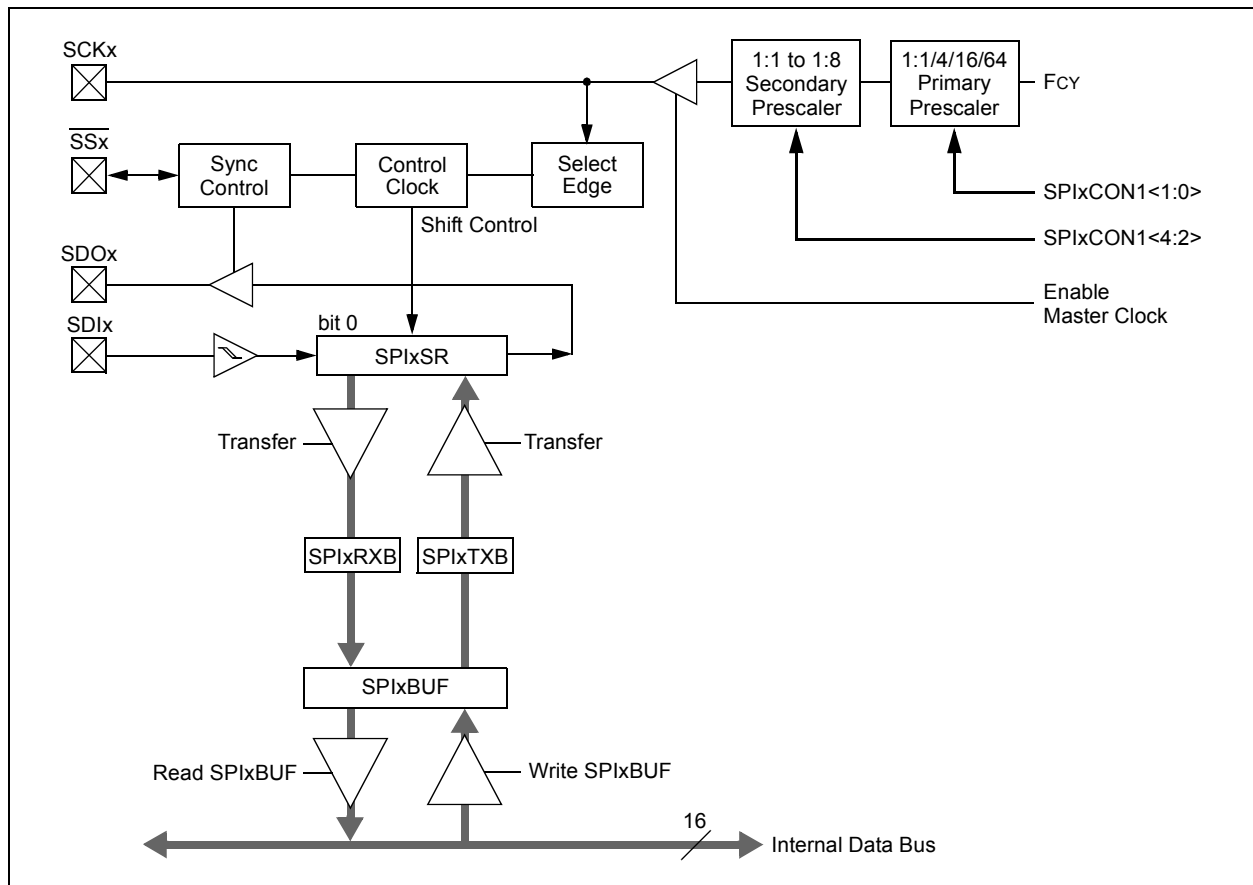 SCKx
1:1 to 1:8
Secondary
Prescaler
1:1/4/16/64
Primary
Prescaler
FCY
SSx
Sync
Control
Control
Clock
Select
Edge
SPIxCON1<1:0>
Shift Control
SPIxCON1<4:2>
SDOx
Enable
Master Clock
SDIx
bit 0
SPIxSR
Transfer
Transfer
SPIxRXB
SPIxTXB
SPIxBUF
Read SPIxBUF
Write SPIxBUF
16
Internal Data Bus